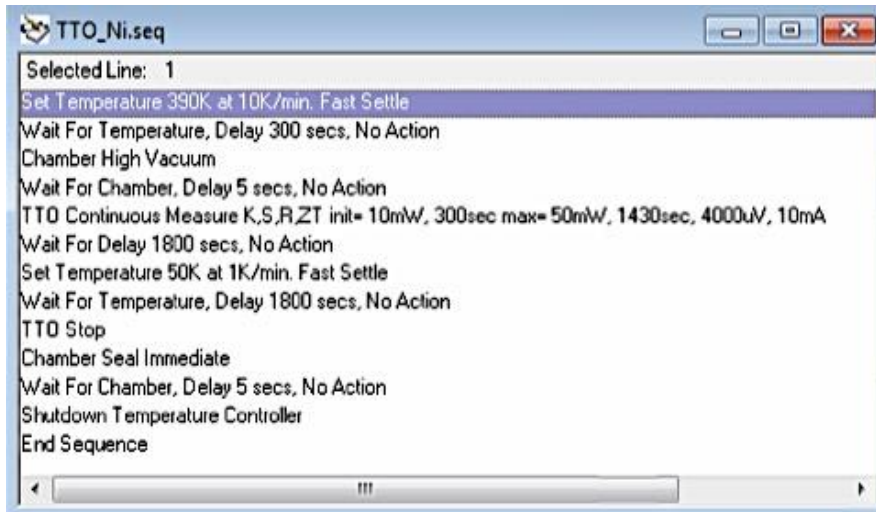 TTO_Ni.seq
Selected Line: 1
Set Temperature 390K at 10K/min. Fast Settle
Wait For Temperature, Delay 300 secs, No Action
Chamber High Vacuum
Wait For Chamber, Delay 5 secs, No Action
TTO Continuous Measure K,S,R,ZT init= 10mW, 300sec max= 50mW, 1430sec, 4000uV, 10mA
Wait For Delay 1800 secs, No Action
Set Temperature 50K at 1K/min. Fast Settle
Wait For Temperature, Delay 1800 secs, No Action
TTO Stop
Chamber Seal Immediate
Wait For Chamber, Delay 5 secs, No Action
Shutdown Temperature Controller
End Sequence